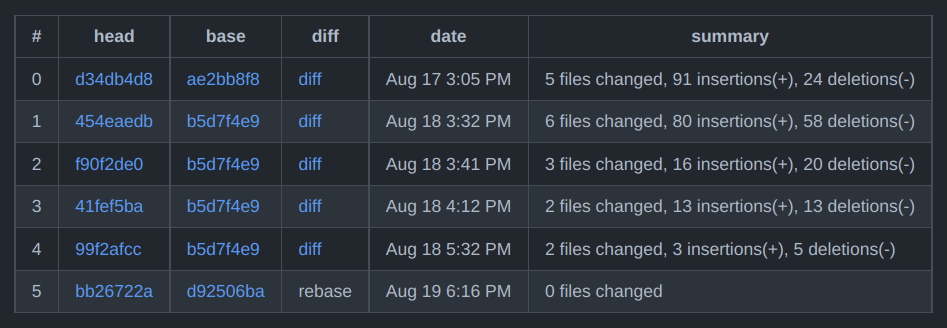 # head base diff date summary
0 d34db4d8 ae2bb8f8 diff Aug 17 3:05 PM 5 files changed, 91 insertions(+), 24 deletions(-)
1 454eaedb b5d7f4e9 diff Aug 18 3:32 PM 6 files changed, 80 insertions(+), 58 deletions(-)
2 f90f2de0 b5d7f4e9 diff Aug 18 3:41 PM 3 files changed, 16 insertions(+), 20 deletions(-)
3 41fef5ba b5d7f4e9 diff Aug 18 4:12 PM 2 files changed, 13 insertions(+), 13 deletions(-)
4 99f2afcc b5d7f4e9 diff Aug 18 5:32 PM 2 files changed, 3 insertions(+), 5 deletions(-)
5 bb26722a d92506ba rebase Aug 19 6:16 PM 0 files changed